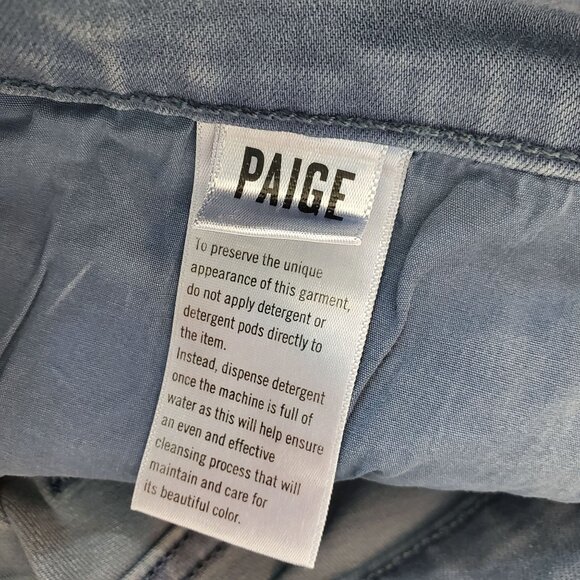 PAIGE
To preserve the unique
appearance of this garment,
do not apply detergent or
detergent pods directly to
the item.
Instead, dispense detergent
once the machine is full of
water as this will help ensure
an even and effective
cleansing process that will
maintain and care for
its beautiful color.